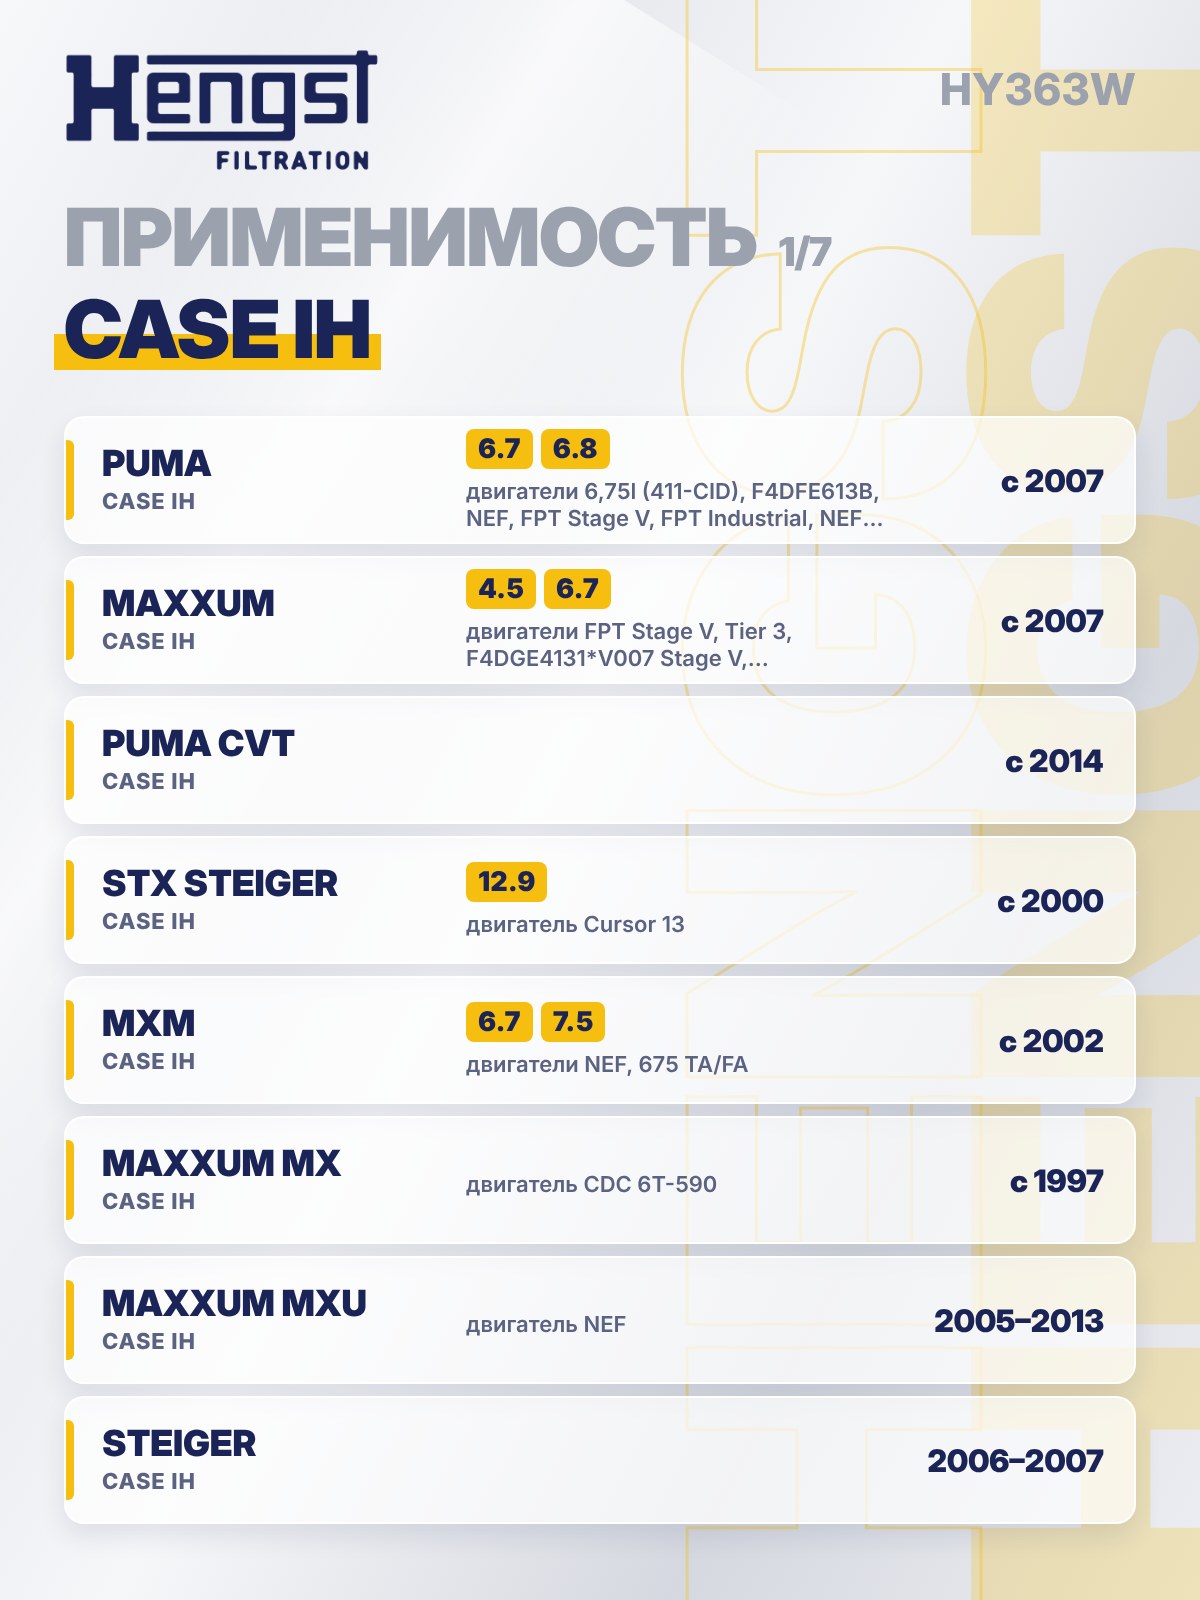 Hengst
FILTRATION
HY363W
ПРИМЕНИМОСТЬ 1/7
CASE IH
PUMA
CASE IH
6.7 6.8
двигатели 6,75l (411-CID), F4DFE613B,
NEF, FPT Stage V, FPT Industrial, NEF...
с 2007
MAXXUM
CASE IH
4.5 6.7
двигатели FPT Stage V, Tier 3,
F4DGE4131*V007 Stage V,...
с 2007
PUMA CVT
CASE IH
с 2014
STX STEIGER
CASE IH
12.9
двигатель Cursor 13
с 2000
MXM
CASE IH
6.7 7.5
двигатели NEF, 675 TA/FA
с 2002
MAXXUM MX
CASE IH
двигатель CDC 6T-590
с 1997
MAXXUM MXU
CASE IH
двигатель NEF
2005–2013
STEIGER
CASE IH
2006–2007
HENGST
HENGST